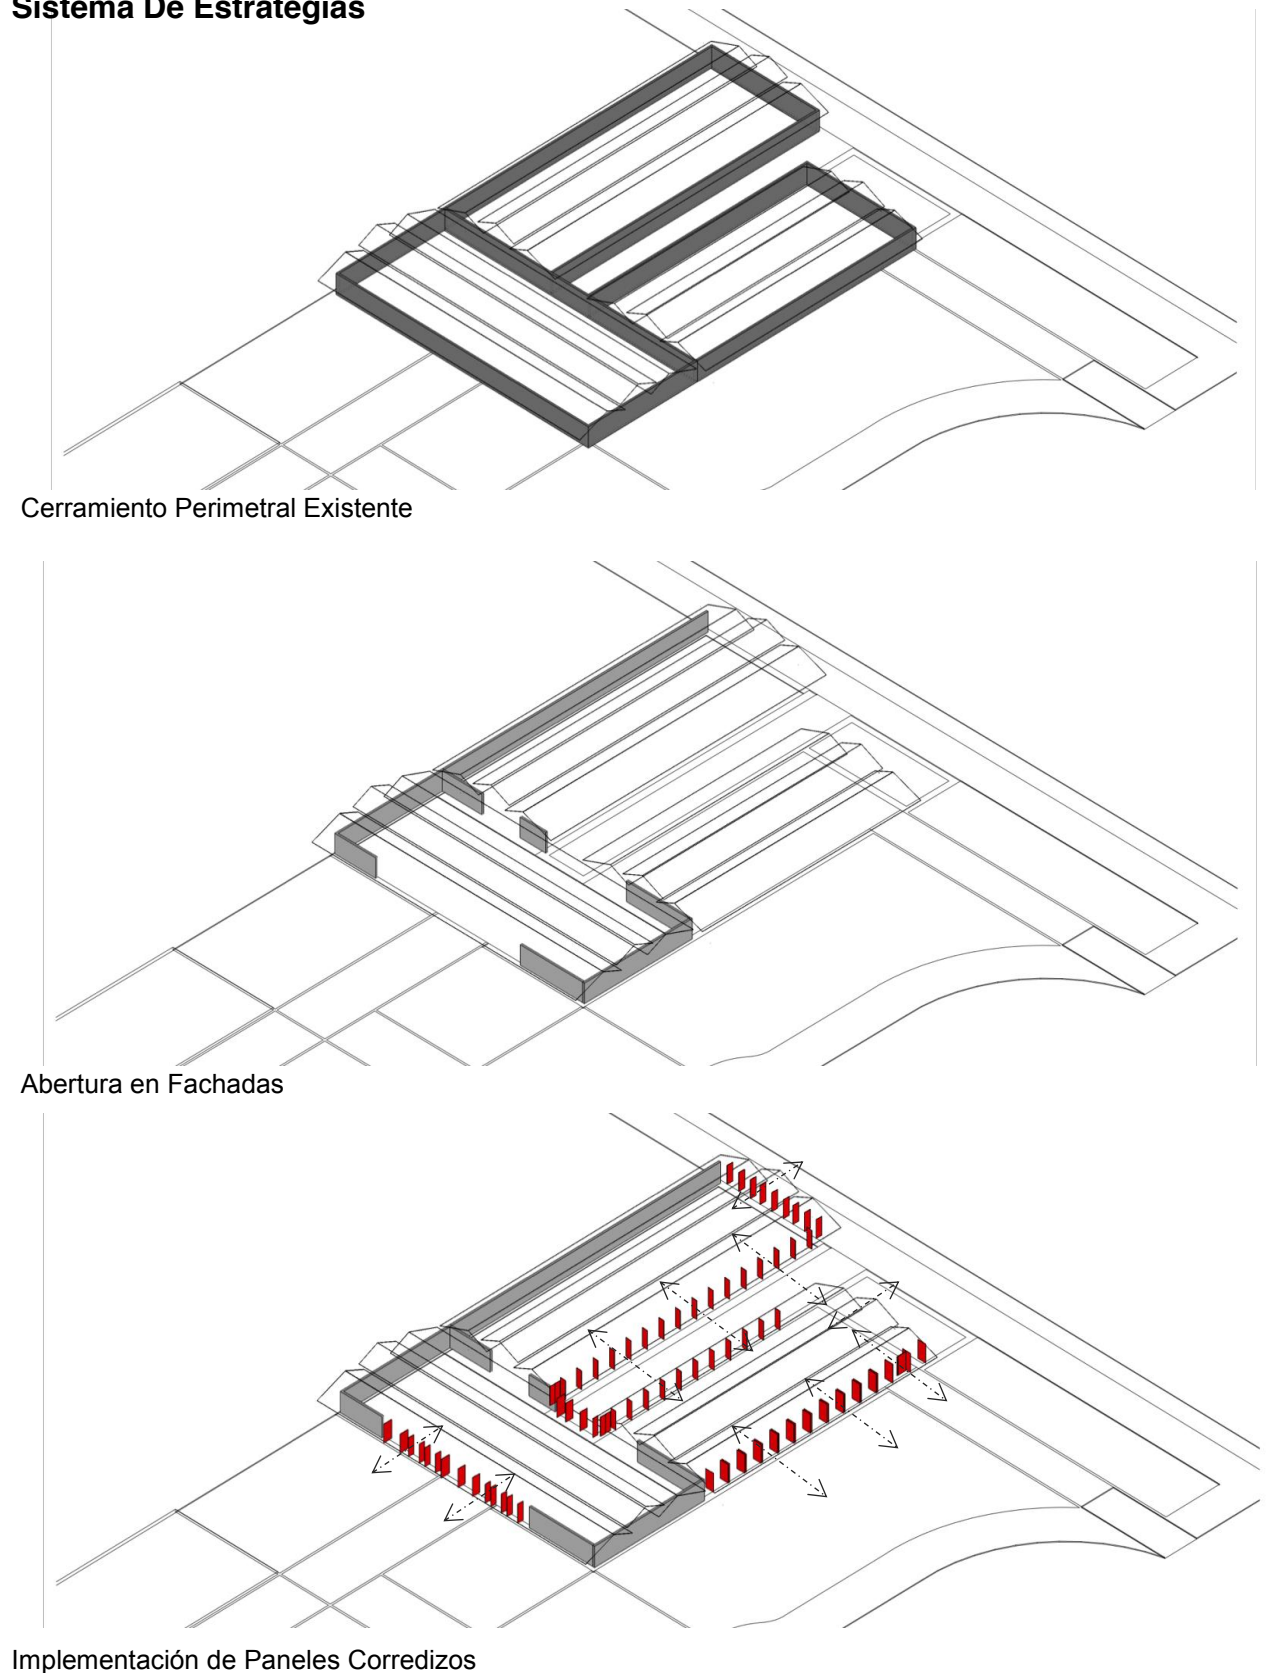 Sistema De Estrategias
Cerramiento Perimetral Existente
Abertura en Fachadas
Implementación de Paneles Corredizos